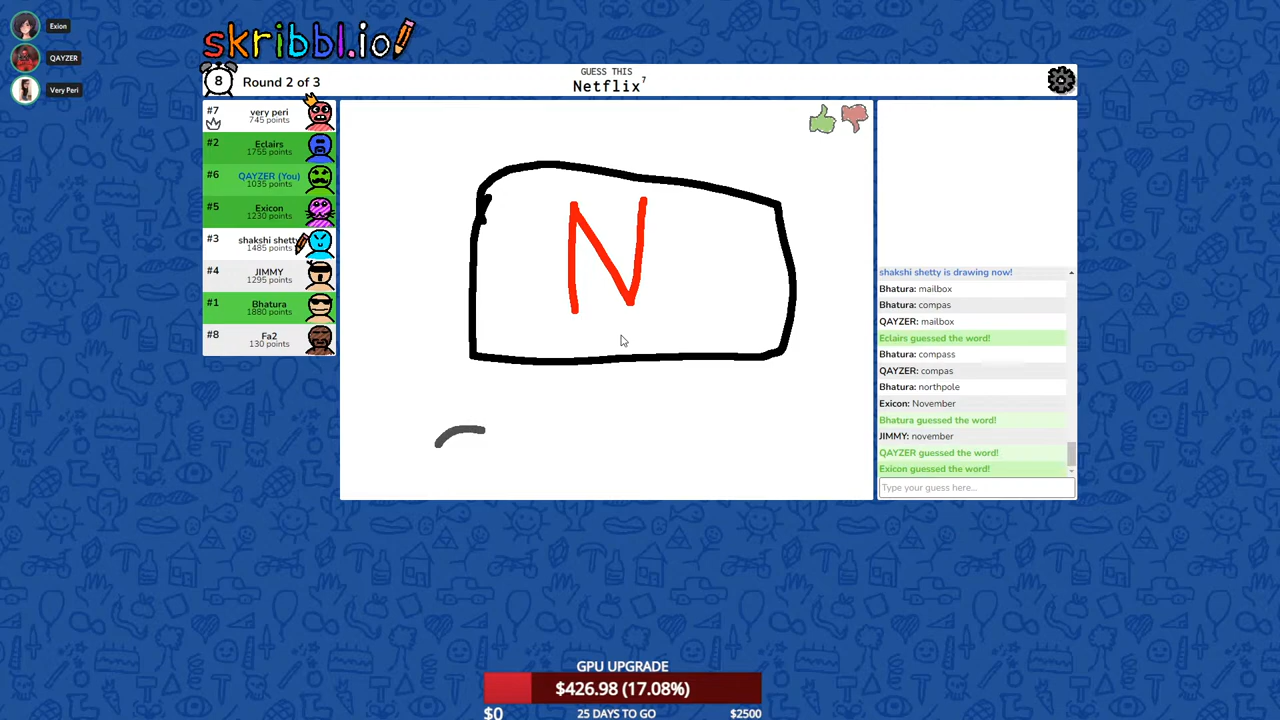 Exion
QAYZER
Very Peri
skribbl.io
8
Round 2 of 3
GUESS THIS
Netflix 7
#7 very peri
745 points
#2 Eclairs
1755 points
#6 QAYZER (You)
1035 points
#5 Exicon
1230 points
#3 shakshi shetty
1485 points
#4 JIMMY
1295 points
#1 Bhatura
1880 points
#8 Fa2
130 points
N
shakshi shetty is drawing now!
Bhatura: mailbox
Bhatura: compas
QAYZER: mailbox
Eclairs guessed the word!
Bhatura: compass
QAYZER: compas
Bhatura: northpole
Exicon: November
Bhatura guessed the word!
JIMMY: november
QAYZER guessed the word!
Exicon guessed the word!
Type your guess here...
GPU UPGRADE
$426.98 (17.08%)
$0 25 DAYS TO GO $2500